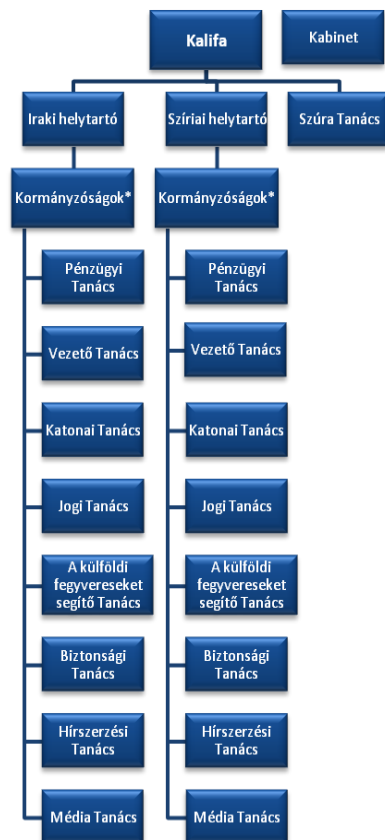 Kalifa
Kabinet
Iraki helytartó
Szíriai helytartó
Szúra Tanács
Kormányzóságok*
Kormányzóságok*
Pénzügyi
Tanács
Pénzügyi
Tanács
Vezető Tanács
Vezető Tanács
Katonai Tanács
Katonai Tanács
Jogi Tanács
Jogi Tanács
A külföldi
fegyvereseket
segítő Tanács
A külföldi
fegyvereseket
segítő Tanács
Biztonsági
Tanács
Biztonsági
Tanács
Hírszerzési
Tanács
Hírszerzési
Tanács
Média Tanács
Média Tanács